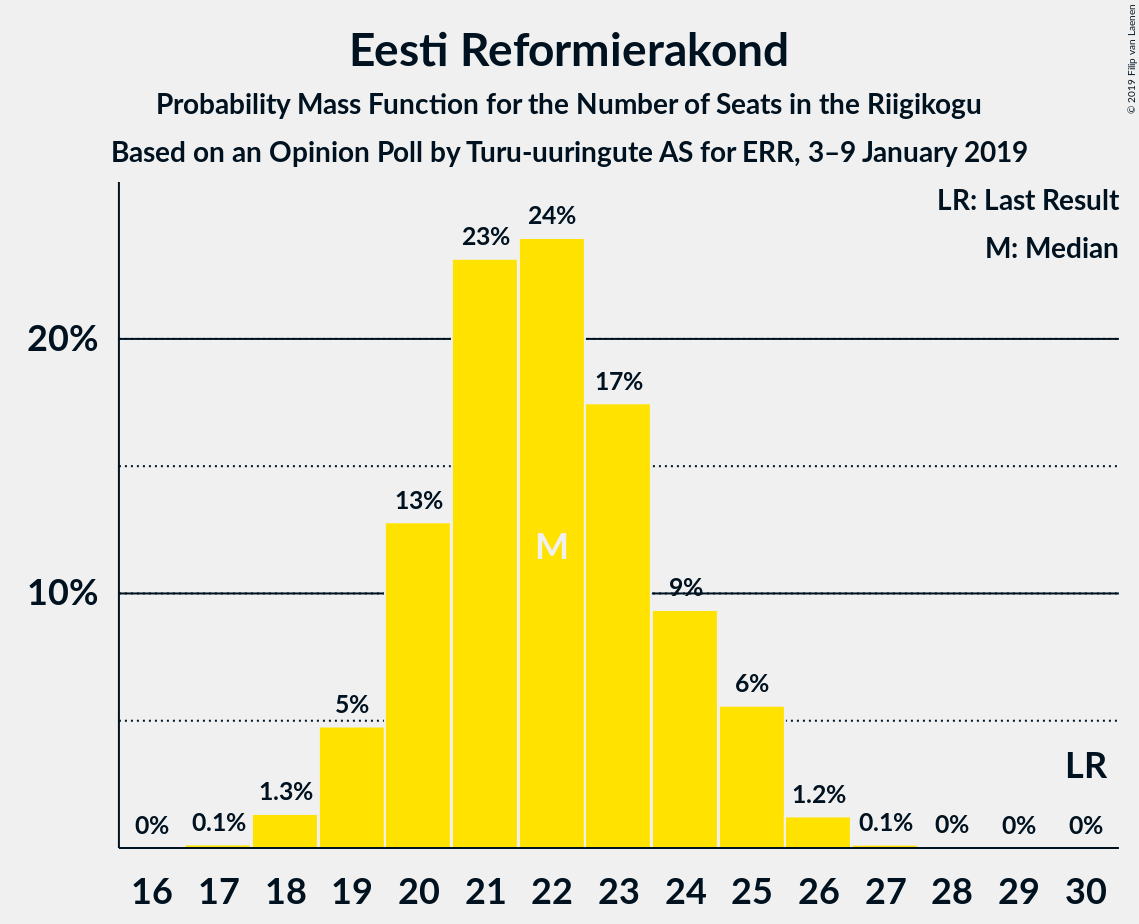 Eesti Reformierakond
Probability Mass Function for the Number of Seats in the Riigikogu
Based on an Opinion Poll by Turu-uuringute AS for ERR, 3–9 January 2019
© 2019 Filip van Laenen
LR: Last Result
M: Median
20%
10%
0%
0.1%
1.3%
5%
13%
23%
24%
17%
9%
6%
1.2%
0.1%
0%
0%
0%
M
LR
16 17 18 19 20 21 22 23 24 25 26 27 28 29 30